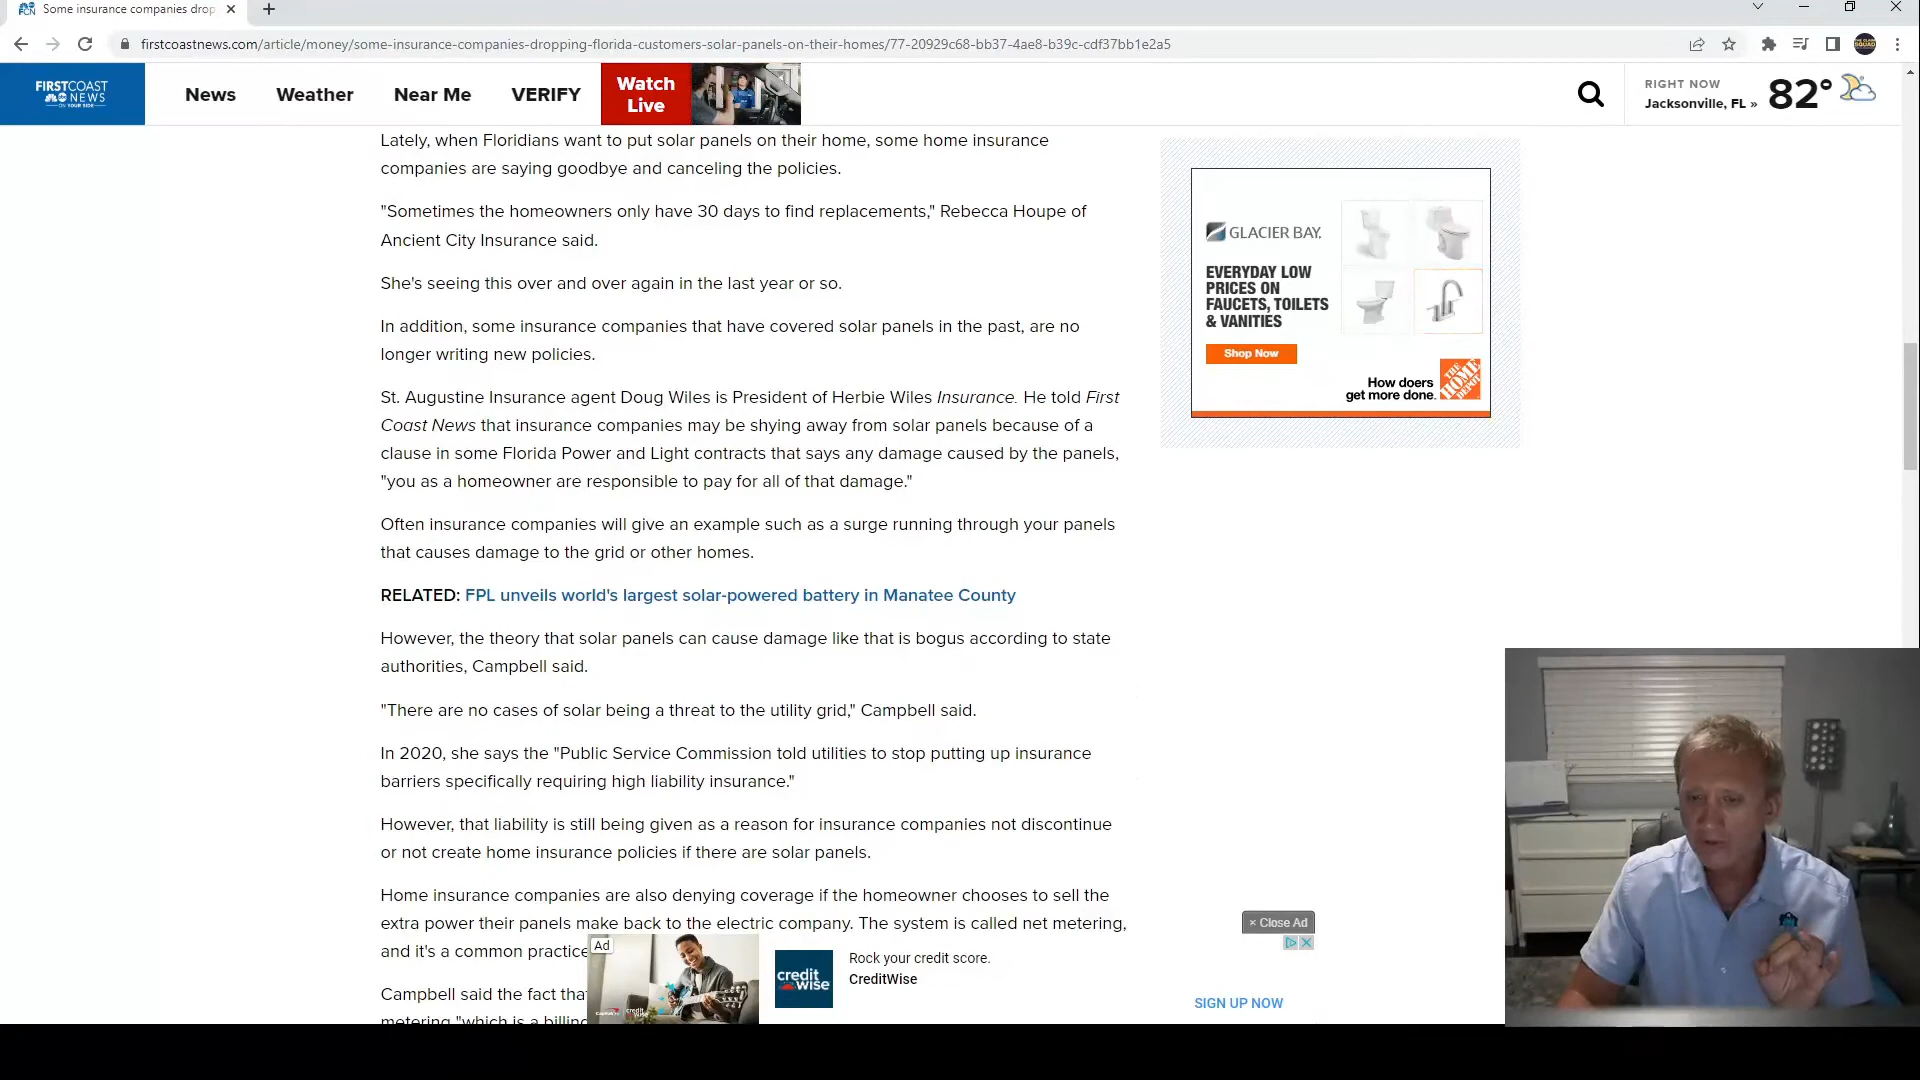 Some insurance companies drop
firstcoastnews.com/article/money/some-insurance-companies-dropping-florida-customers-solar-panels-on-their-homes/77-20929c68-bb37-4ae8-b39c-cdf37bb1e2a5
FIRST COAST
NEWS
ON YOUR SIDE
News Weather Near Me VERIFY Watch
Live
RIGHT NOW
Jacksonville, FL » 82°
Lately, when Floridians want to put solar panels on their home, some home insurance
companies are saying goodbye and canceling the policies.
"Sometimes the homeowners only have 30 days to find replacements," Rebecca Houpe of
Ancient City Insurance said.
She's seeing this over and over again in the last year or so.
In addition, some insurance companies that have covered solar panels in the past, are no
longer writing new policies.
St. Augustine Insurance agent Doug Wiles is President of Herbie Wiles Insurance. He told First
Coast News that insurance companies may be shying away from solar panels because of a
clause in some Florida Power and Light contracts that says any damage caused by the panels,
"you as a homeowner are responsible to pay for all of that damage."
Often insurance companies will give an example such as a surge running through your panels
that causes damage to the grid or other homes.
RELATED: FPL unveils world's largest solar-powered battery in Manatee County
However, the theory that solar panels can cause damage like that is bogus according to state
authorities, Campbell said.
"There are no cases of solar being a threat to the utility grid," Campbell said.
In 2020, she says the "Public Service Commission told utilities to stop putting up insurance
barriers specifically requiring high liability insurance."
However, that liability is still being given as a reason for insurance companies not discontinue
or not create home insurance policies if there are solar panels.
Home insurance companies are also denying coverage if the homeowner chooses to sell the
extra power their panels make back to the electric company. The system is called net metering,
and it's a common practice
Campbell said the fact tha
metering "which is a billing
GLACIER BAY.
EVERYDAY LOW
PRICES ON
FAUCETS, TOILETS
& VANITIES
Shop Now
How doers
get more done.
THE HOME DEPOT
× Close Ad
Ad
credit
wise
Rock your credit score.
CreditWise
SIGN UP NOW